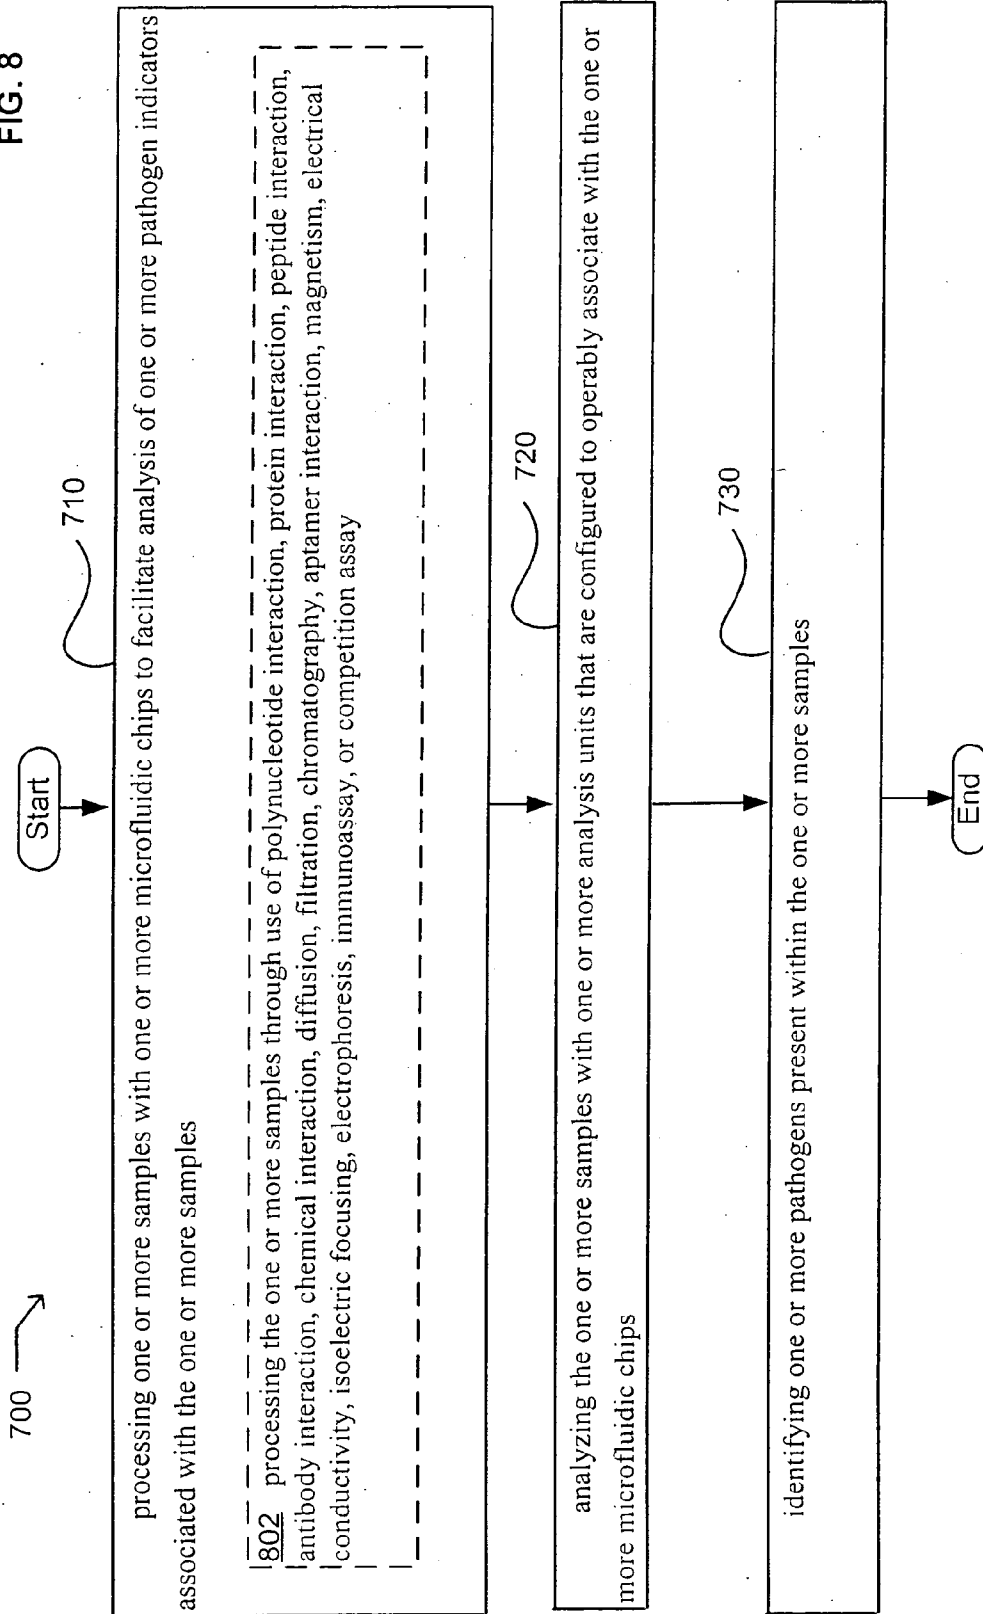 FIG. 8
700
Start
710
processing one or more samples with one or more microfluidic chips to facilitate analysis of one or more pathogen indicators
associated with the one or more samples
802 processing the one or more samples through use of polynucleotide interaction, protein interaction, peptide interaction,
antibody interaction, chemical interaction, diffusion, filtration, chromatography, aptamer interaction, magnetism, electrical
conductivity, isoelectric focusing, electrophoresis, immunoassay, or competition assay
720
analyzing the one or more samples with one or more analysis units that are configured to operably associate with the one or
more microfluidic chips
730
identifying one or more pathogens present within the one or more samples
End